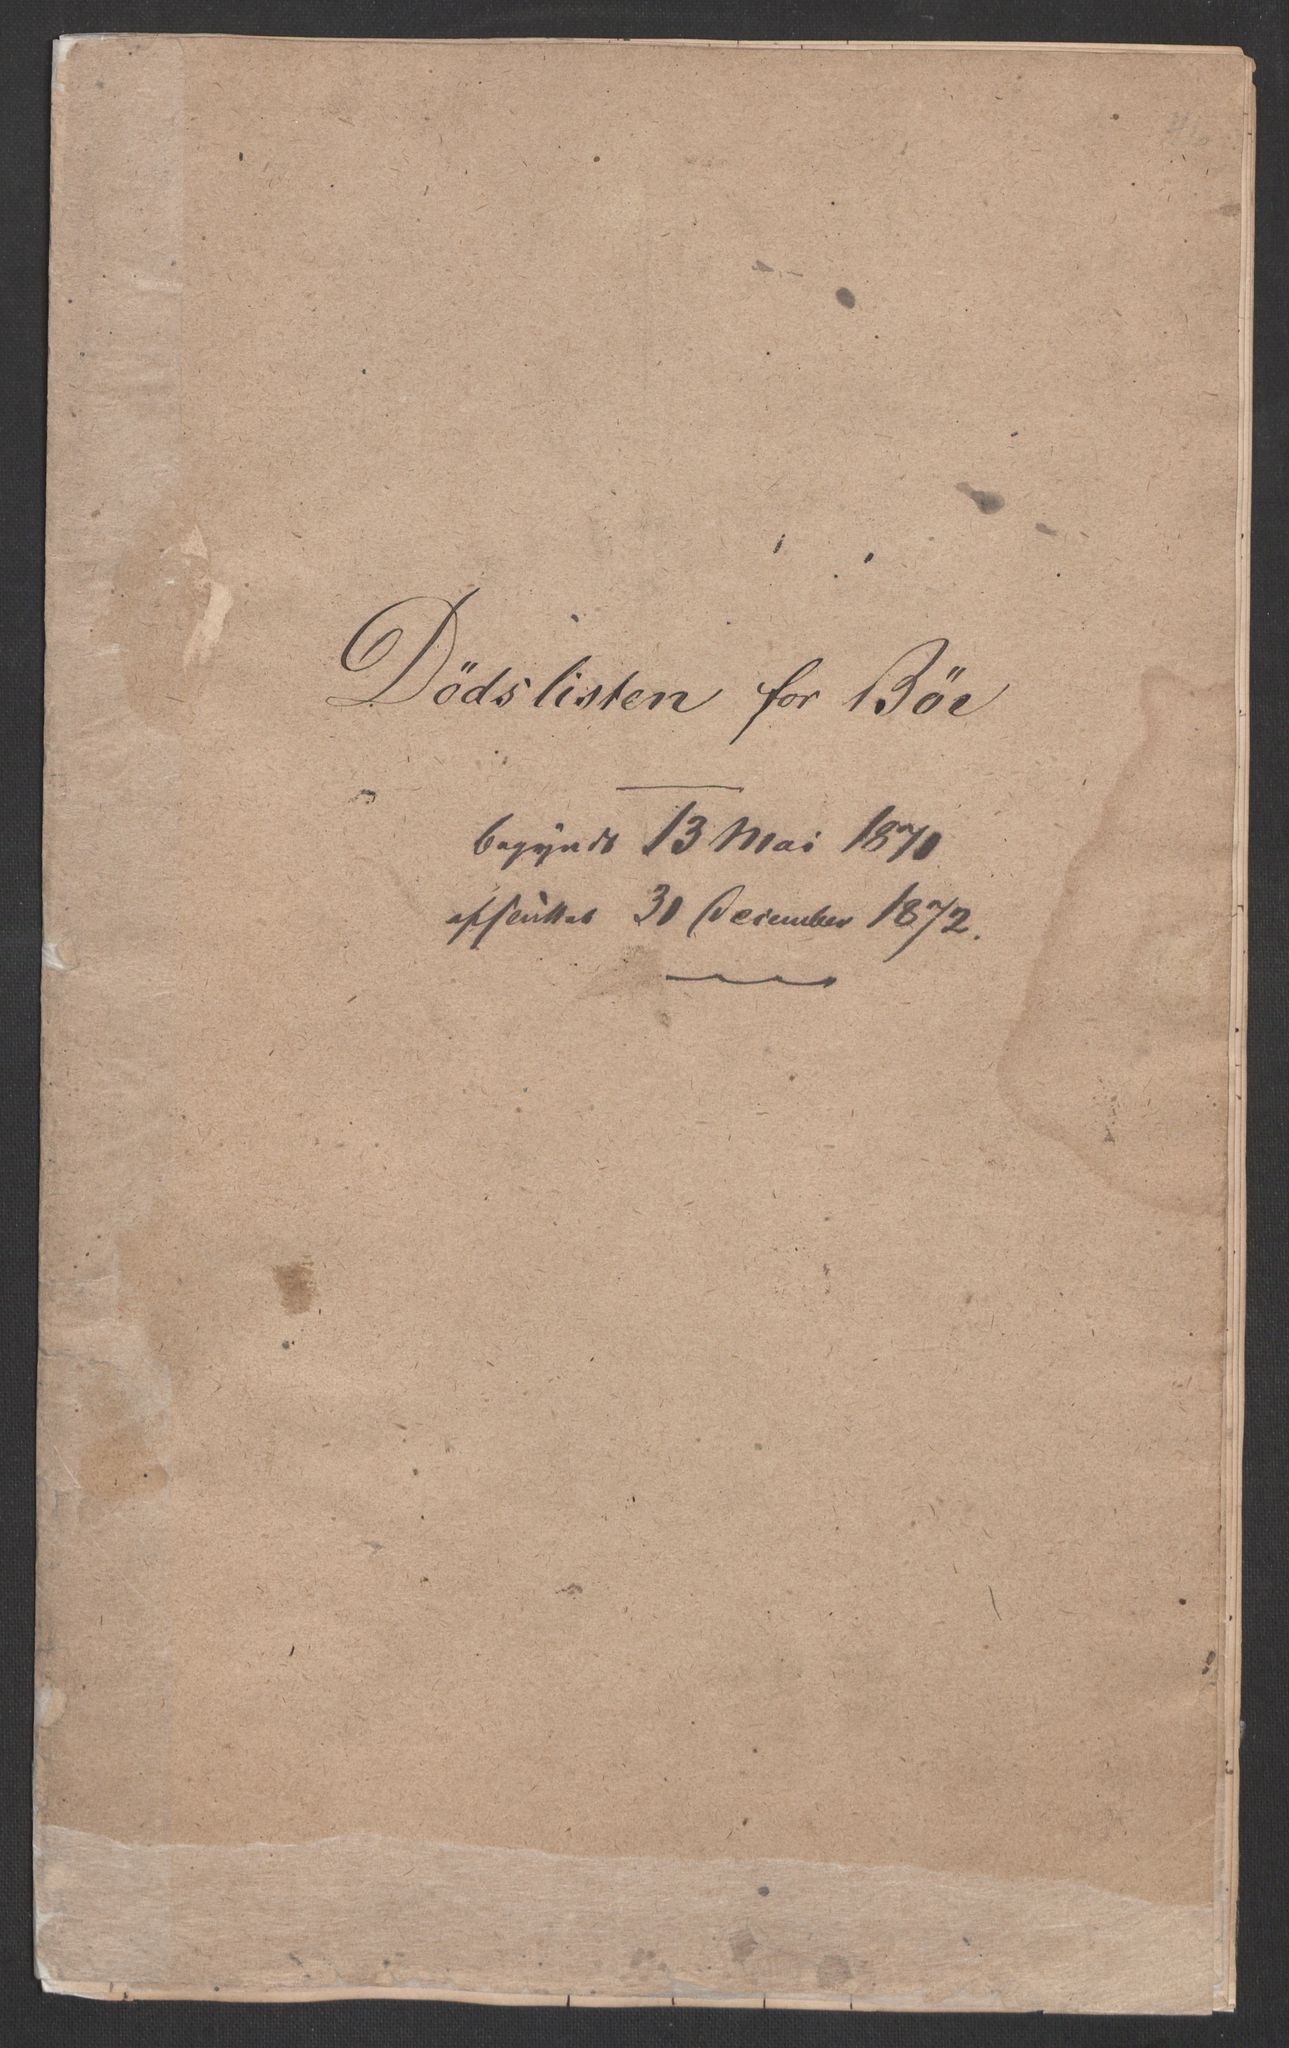 Dödslisten for Böe
begyndt 13 Mai 1870
afsluttet 31 December 1872.